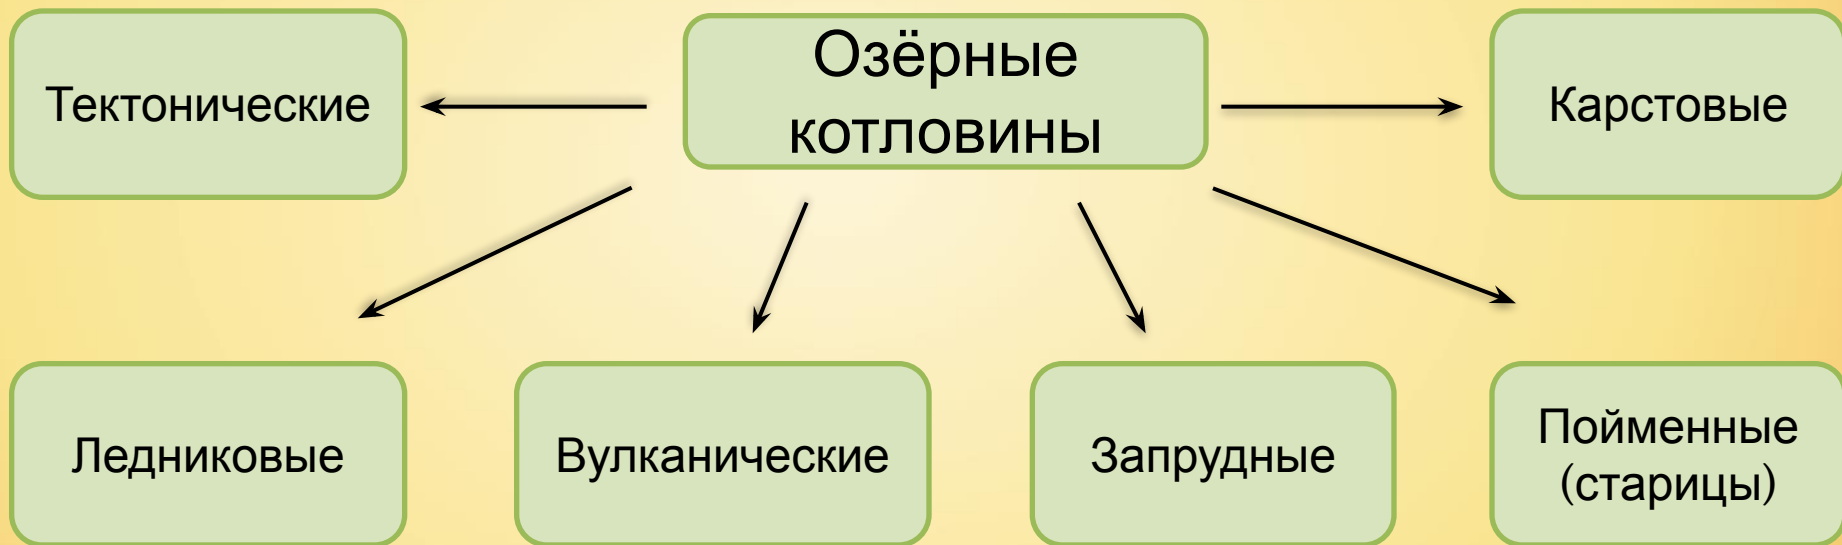 Озёрные
котловины
Тектонические
Карстовые
Ледниковые
Вулканические
Запрудные
Пойменные
(старицы)